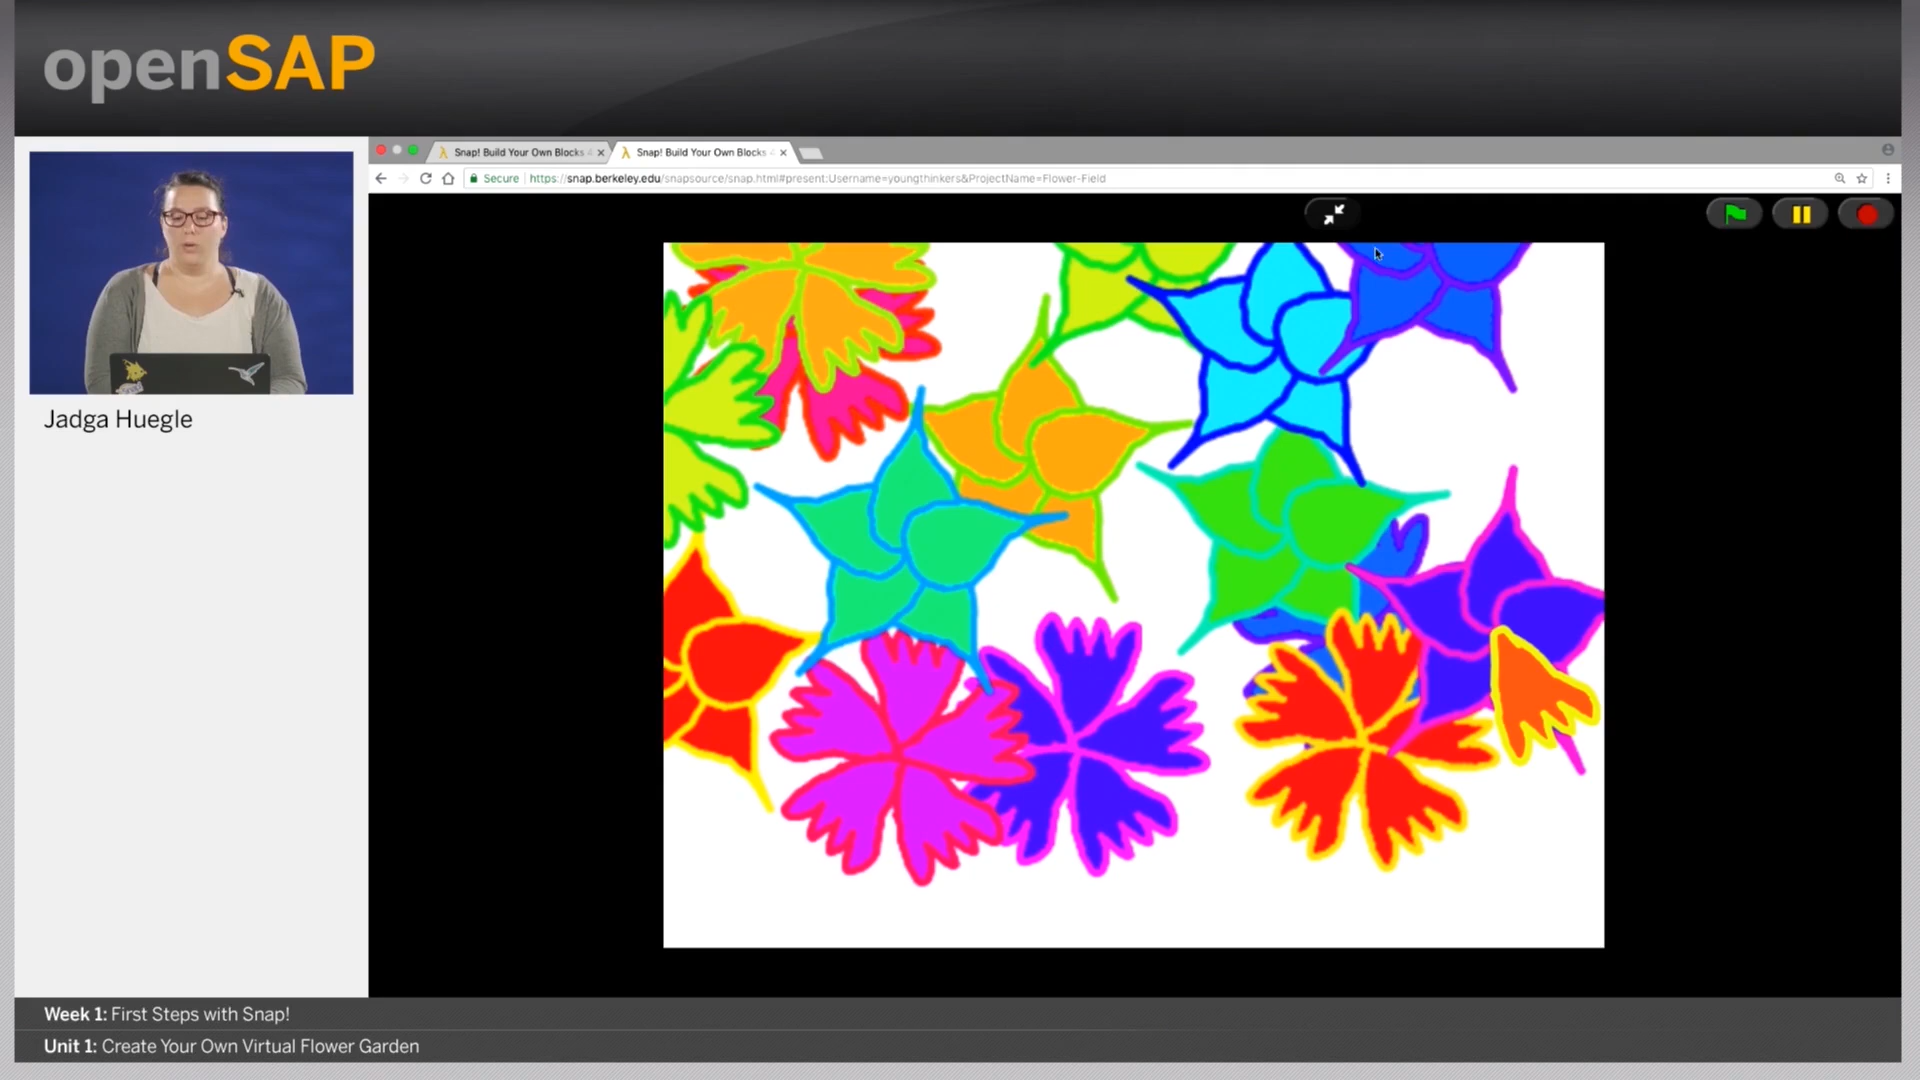 openSAP
Snap! Build Your Own Blocks
Snap! Build Your Own Blocks
Secure https://snap.berkeley.edu/snapsource/snap.html#present:Username=youngthinkers&ProjectName=Flower-Field
Jadga Huegle
Week 1: First Steps with Snap!
Unit 1: Create Your Own Virtual Flower Garden